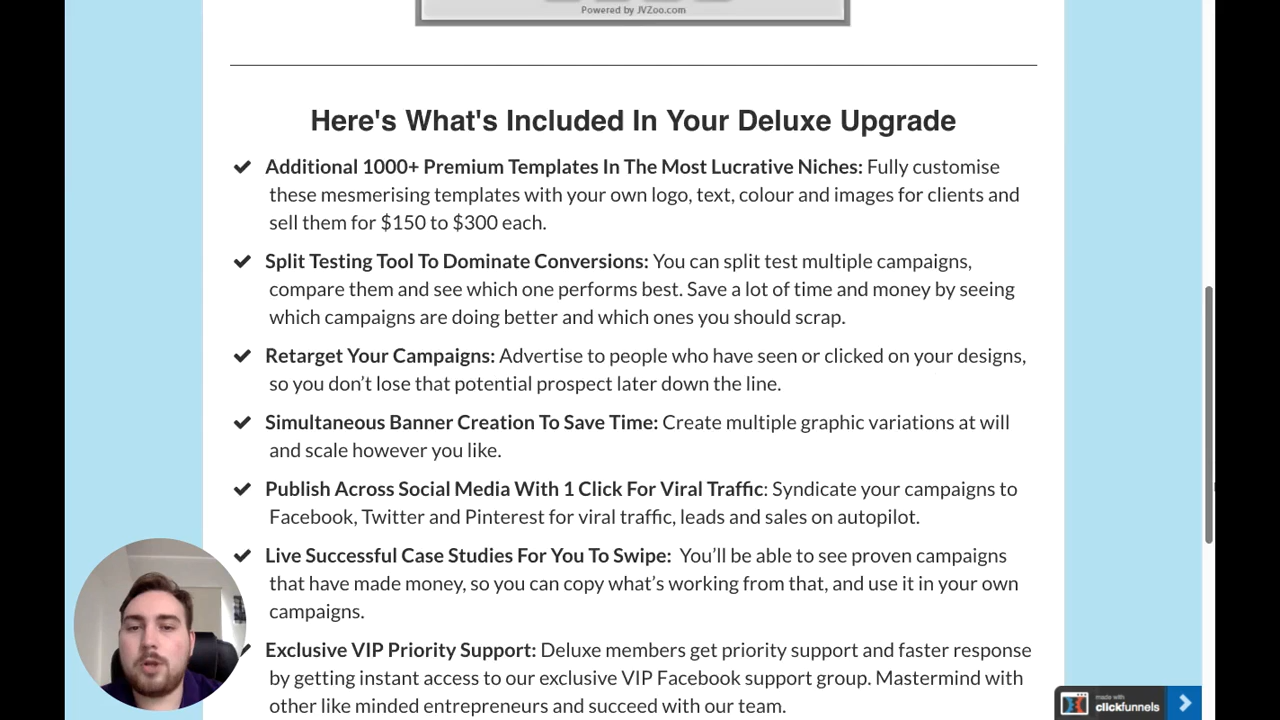 Powered by JVZoo.com
Here's What's Included In Your Deluxe Upgrade
Additional 1000+ Premium Templates In The Most Lucrative Niches: Fully customise
these mesmerising templates with your own logo, text, colour and images for clients and
sell them for $150 to $300 each.
Split Testing Tool To Dominate Conversions: You can split test multiple campaigns,
compare them and see which one performs best. Save a lot of time and money by seeing
which campaigns are doing better and which ones you should scrap.
Retarget Your Campaigns: Advertise to people who have seen or clicked on your designs,
so you don’t lose that potential prospect later down the line.
Simultaneous Banner Creation To Save Time: Create multiple graphic variations at will
and scale however you like.
Publish Across Social Media With 1 Click For Viral Traffic: Syndicate your campaigns to
Facebook, Twitter and Pinterest for viral traffic, leads and sales on autopilot.
Live Successful Case Studies For You To Swipe: You’ll be able to see proven campaigns
that have made money, so you can copy what’s working from that, and use it in your own
campaigns.
Exclusive VIP Priority Support: Deluxe members get priority support and faster response
by getting instant access to our exclusive VIP Facebook support group. Mastermind with
other like minded entrepreneurs and succeed with our team.
made with
clickfunnels